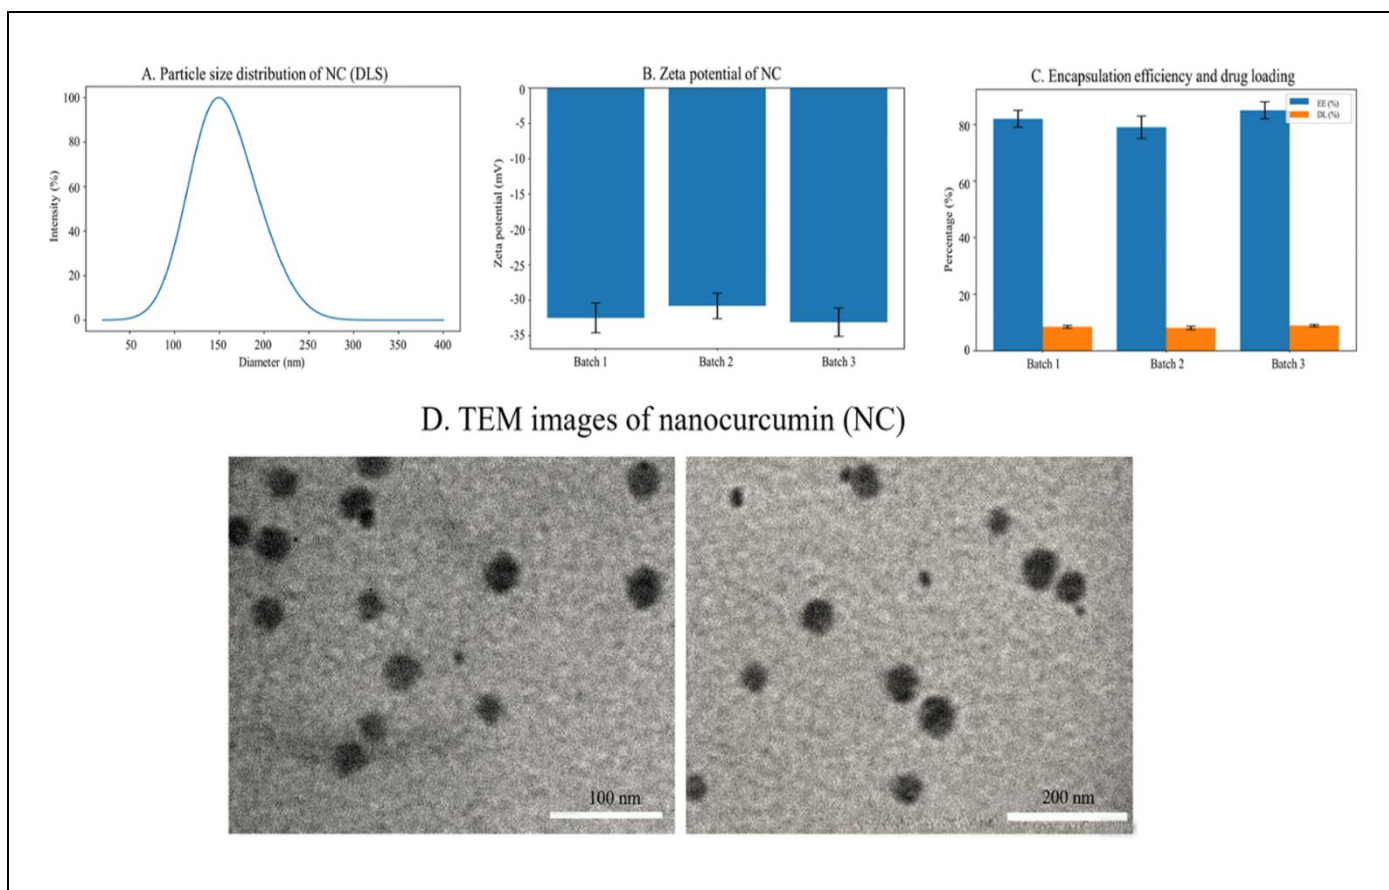 A. Particle size distribution of NC (DLS)
Intensity (%)
100
80
60
40
20
0
50 100 150 200 250 300 350 400
Diameter (nm)
B. Zeta potential of NC
Zeta potential (mV)
0
-5
-10
-15
-20
-25
-30
-35
Batch 1 Batch 2 Batch 3
C. Encapsulation efficiency and drug loading
EE (%)
DL (%)
Percentage (%)
80
60
40
20
0
Batch 1 Batch 2 Batch 3
D. TEM images of nanocurcumin (NC)
100 nm
200 nm